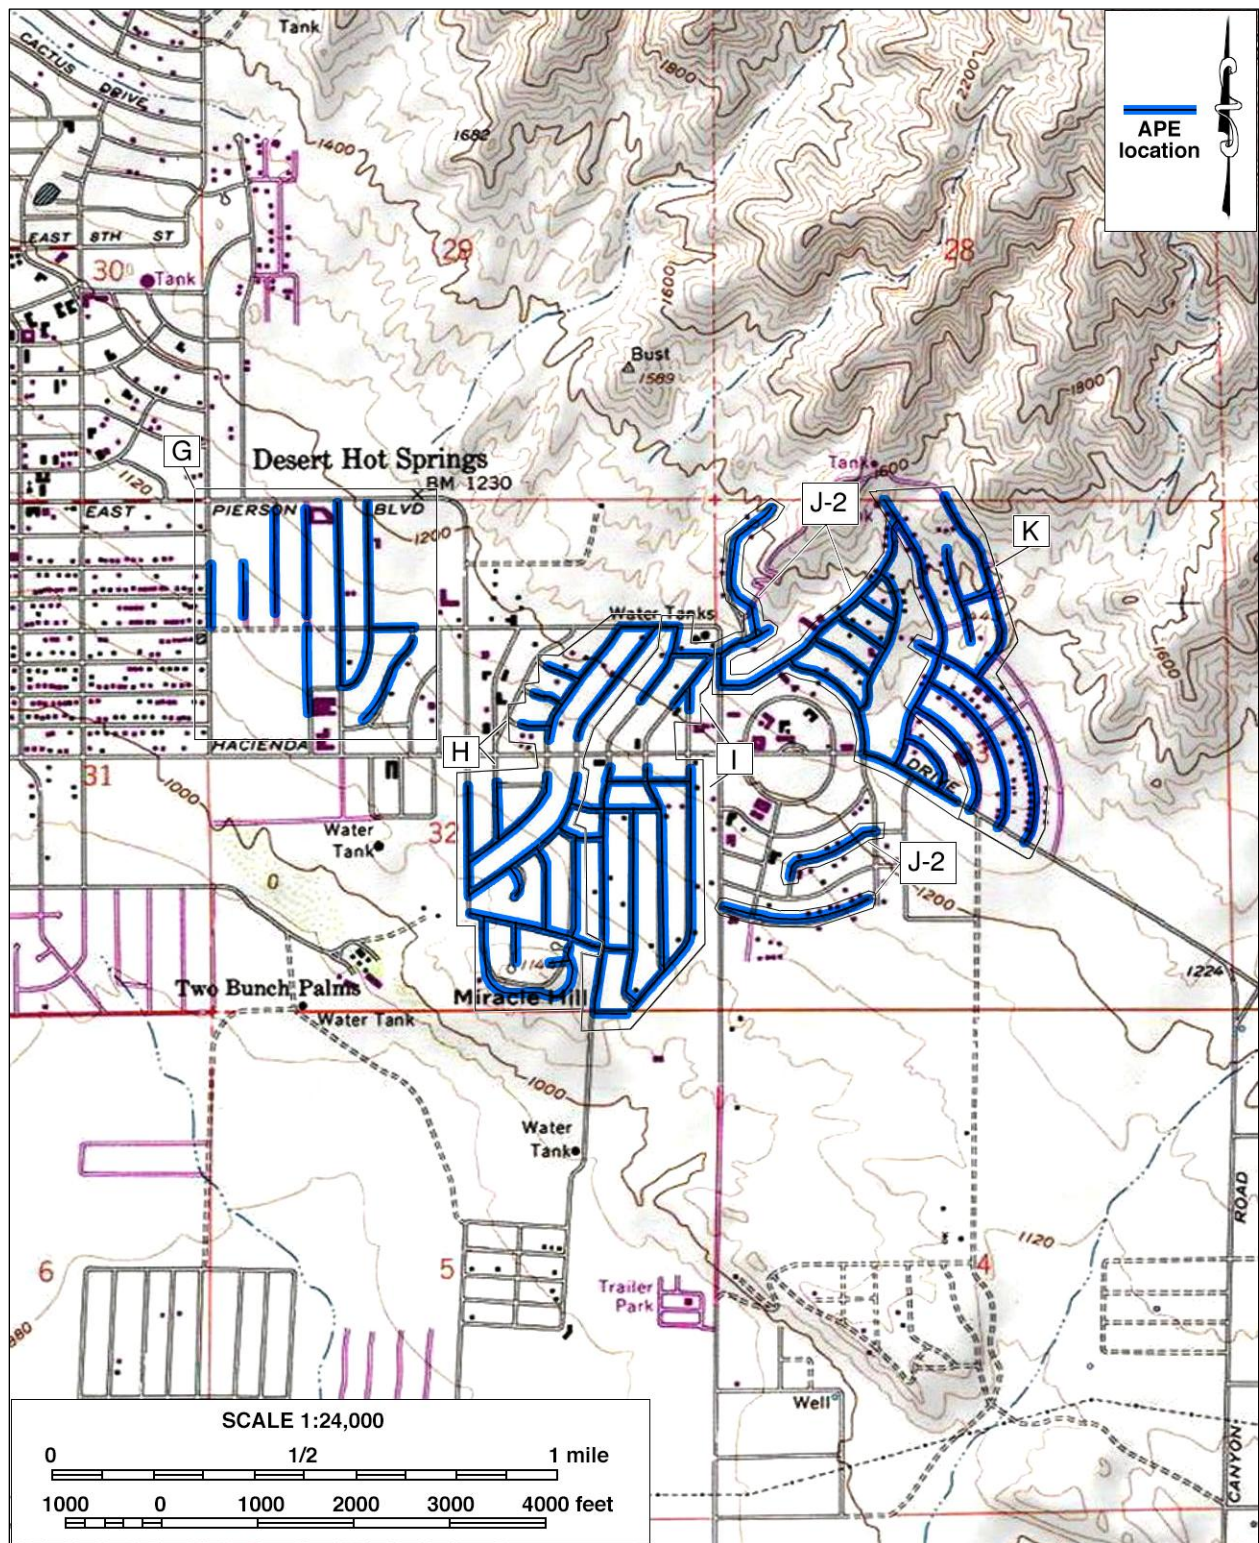 Tank
CACTUS
DRIVE
1800
2200
APE
location
1400
1682
EAST 8TH ST
29
28
30
Tank
1600
Bust
1589
1800
G
Desert Hot Springs
BM 1230
Tank
1600
J-2
K
1120
EAST PIERSON BLVD
1200
Water Tanks
1600
HACIENDA
H
I
DRIVE
31
1000
32
Water
Tank
0
J-2
1200
1224
1140
Two Bunch Palms
Miracle Hill
Water Tank
1000
Water
Tank
ROAD
1120
6
5
4
Trailer
Park
Well
CANYON
SCALE 1:24,000
0 1/2 1 mile
1000 0 1000 2000 3000 4000 feet